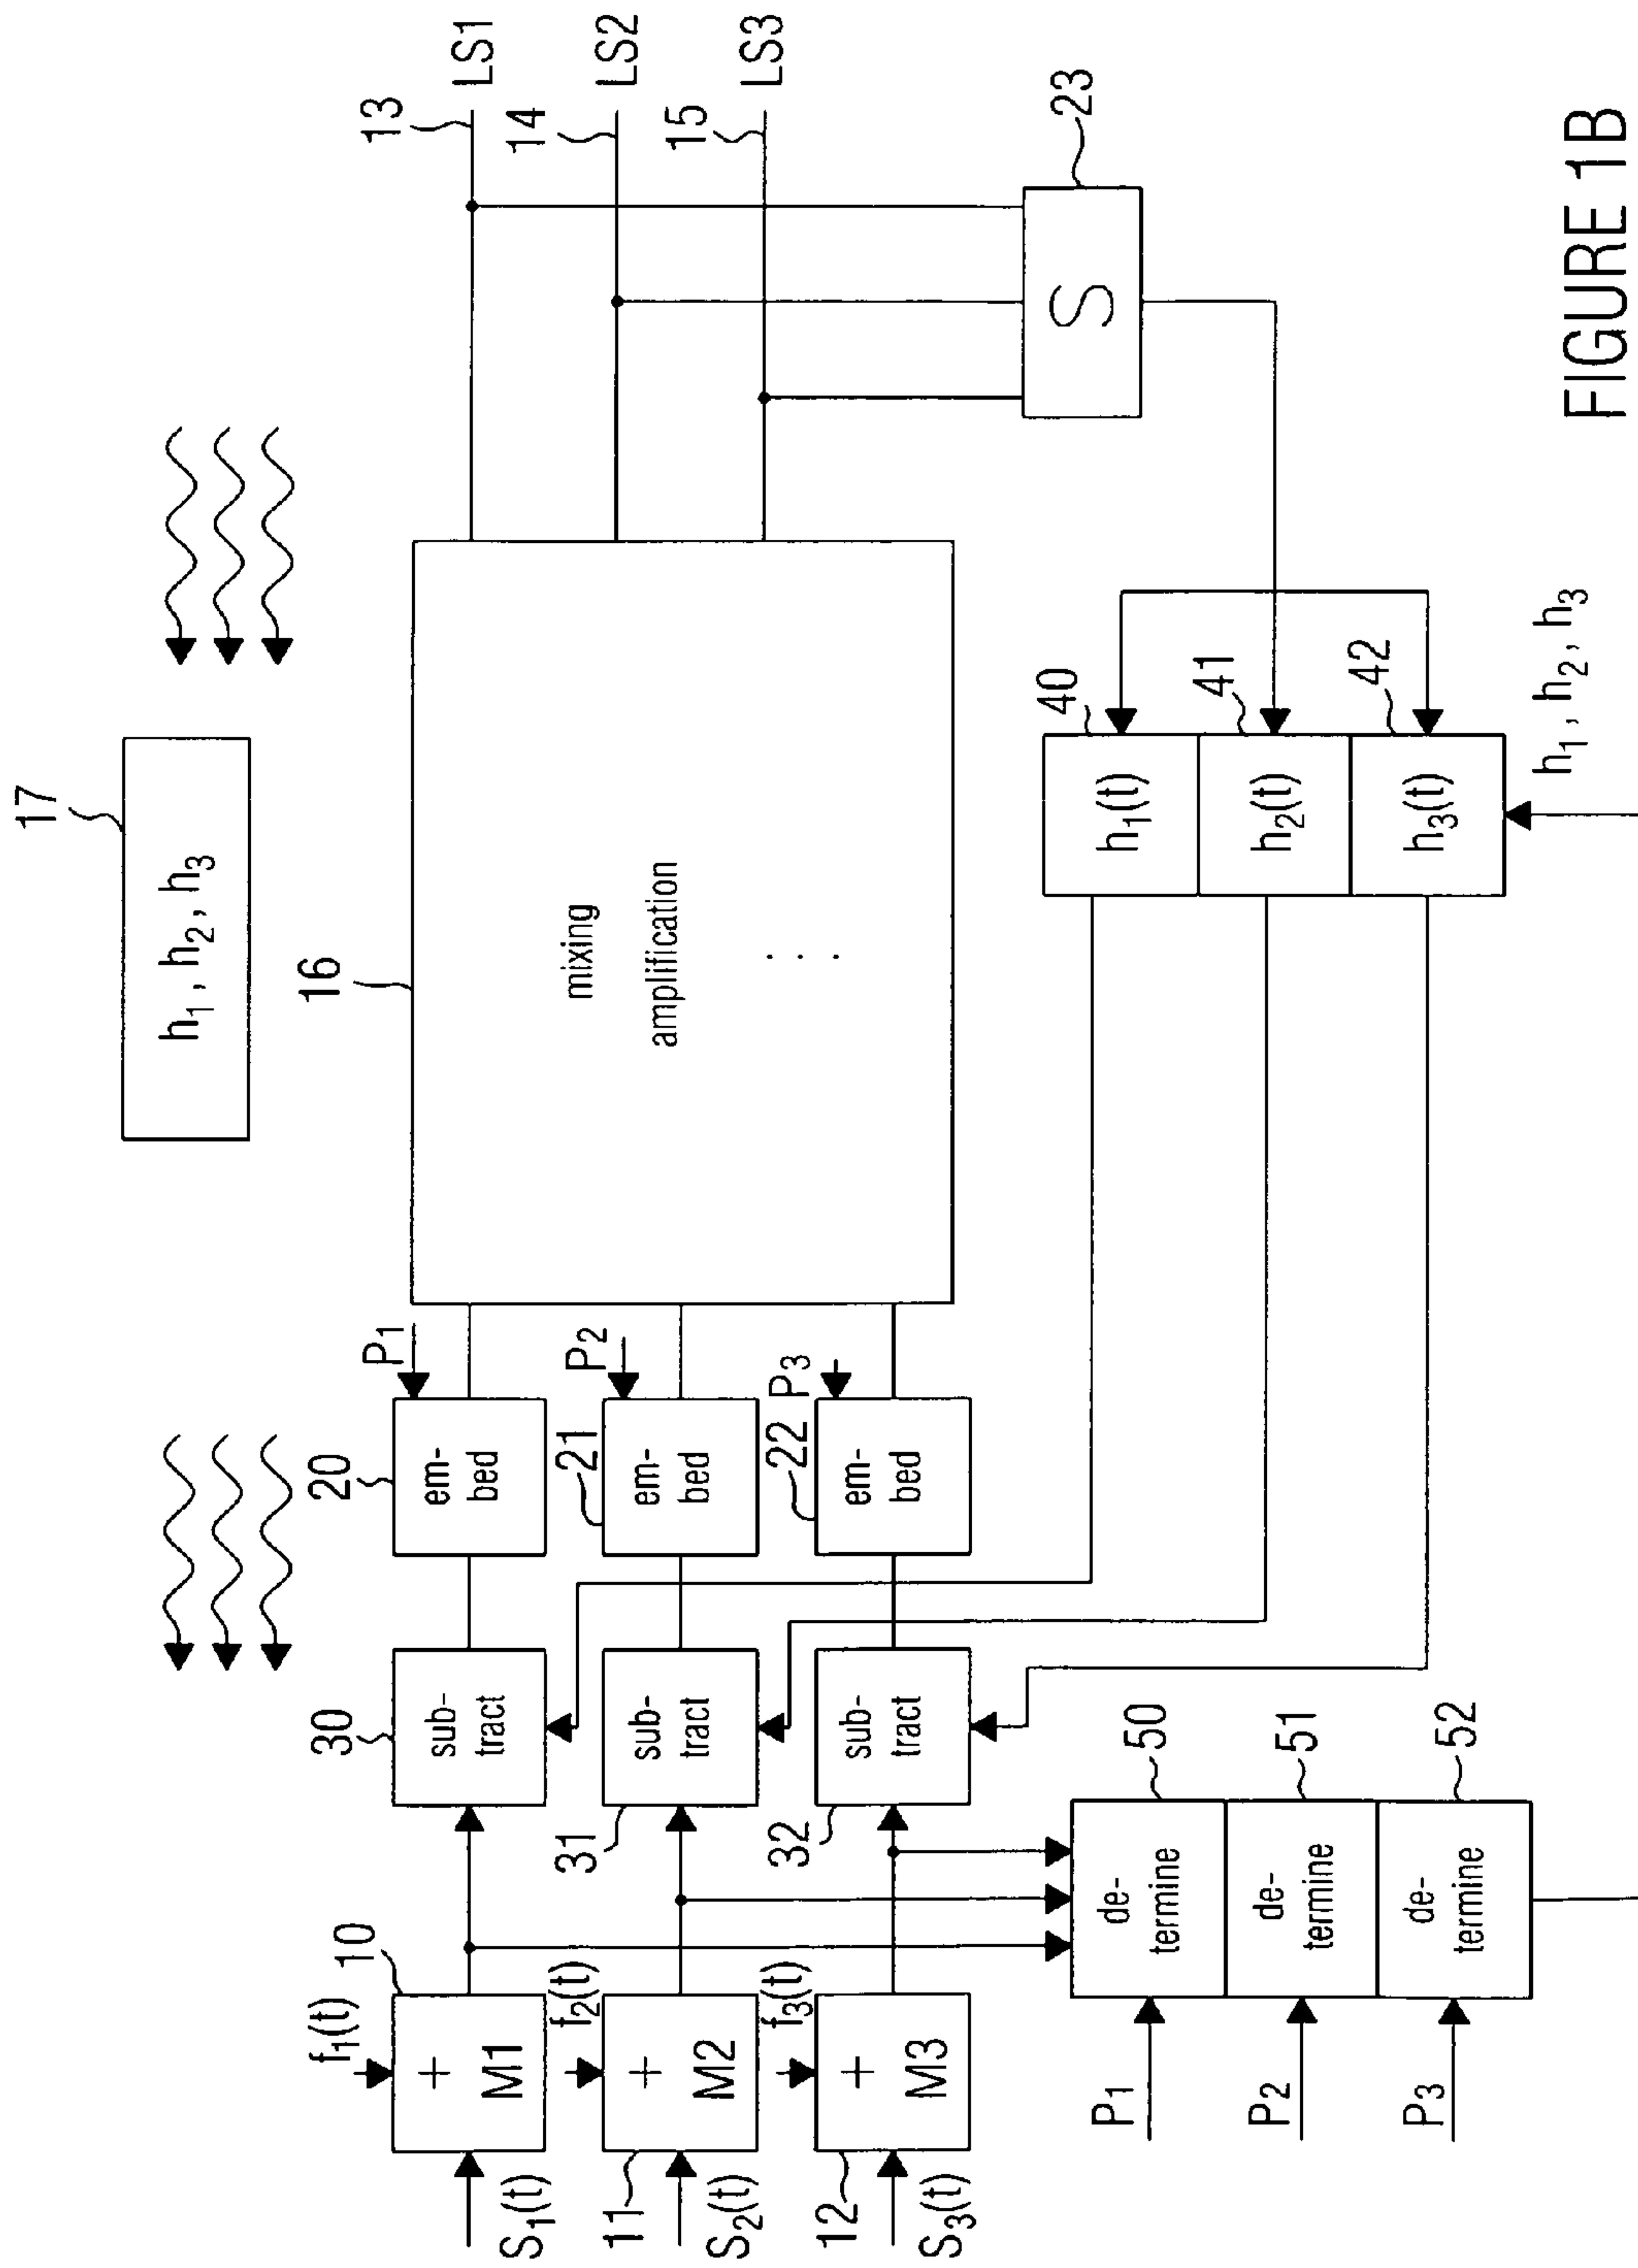 17
h1, h2, h3
f1(t)
10
30
20
P1
16
13
LS1
+
M1
sub-
tract
em-
bed
S1(t)
f2(t)
31
21
P2
mixing
amplification
. . .
14
LS2
11
+
M2
sub-
tract
em-
bed
S2(t)
f3(t)
32
22
P3
15
LS3
12
+
M3
sub-
tract
em-
bed
S3(t)
S
23
P1
de-
termine
50
h1(t)
40
P2
de-
termine
51
h2(t)
41
P3
de-
termine
52
h3(t)
42
h1, h2, h3
FIGURE 1B